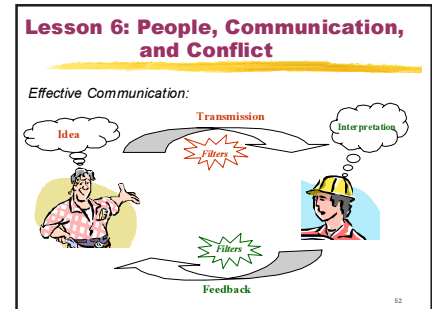 Lesson 6: People, Communication,
and Conflict
Effective Communication:
Transmission
Idea
Interpretation
Filters
Filters
Feedback
52